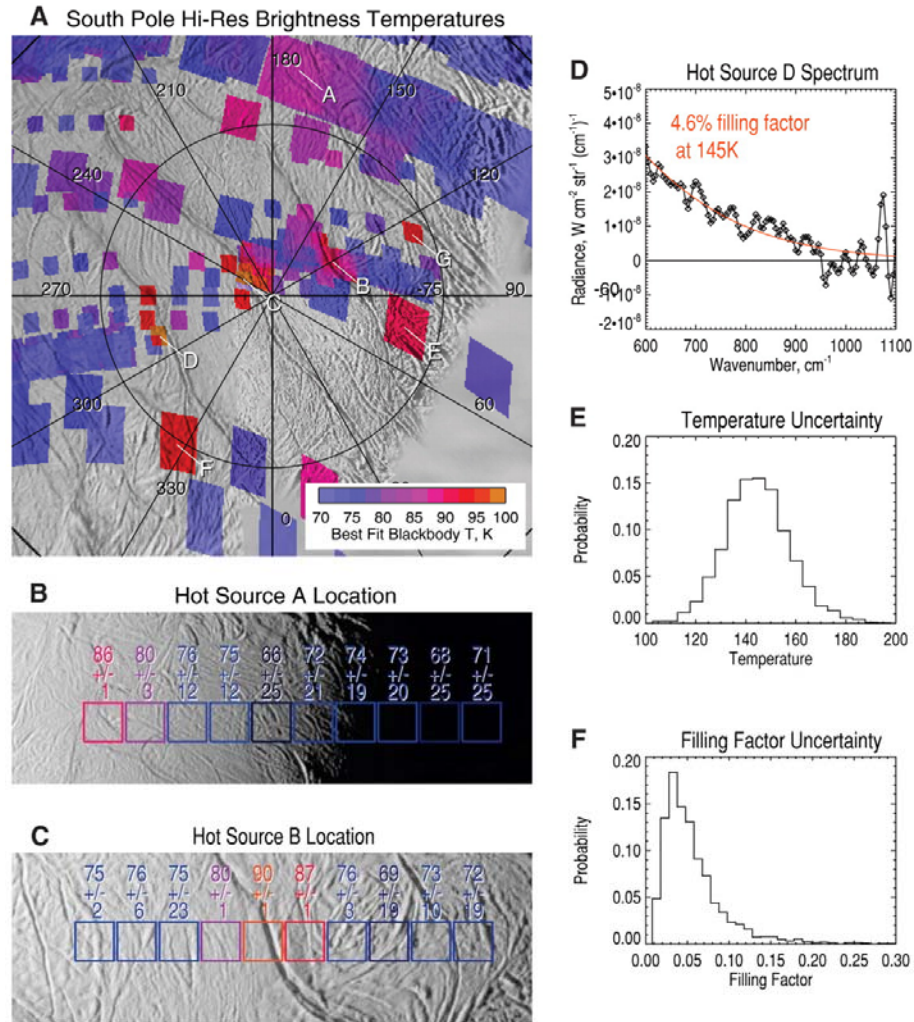 A South Pole Hi-Res Brightness Temperatures
180
210
150
A
240
120
G
B
270
C
-75
90
D
E
300
60
F
330
0
70 75 80 85 90 95 100
Best Fit Blackbody T, K
B Hot Source A Location
86 80 76 75 66 72 74 73 68 71
+/- +/- +/- +/- +/- +/- +/- +/- +/- +/-
1 3 12 12 25 21 19 20 25 25
C Hot Source B Location
75 76 75 80 90 87 76 69 73 72
+/- +/- +/- +/- +/- +/- +/- +/- +/- +/-
2 6 23 1 1 1 3 19 10 19
D Hot Source D Spectrum
5•10⁻⁸
4•10⁻⁸
3•10⁻⁸
2•10⁻⁸
1•10⁻⁸
0
-60
-2•10⁻⁸
4.6% filling factor
at 145K
Radiance, W cm⁻² str⁻¹ (cm⁻¹)⁻¹
600 700 800 900 1000 1100
Wavenumber, cm⁻¹
E Temperature Uncertainty
0.20
0.15
0.10
0.05
0.00
Probability
100 120 140 160 180 200
Temperature
F Filling Factor Uncertainty
0.20
0.15
0.10
0.05
0.00
Probability
0.00 0.05 0.10 0.15 0.20 0.25 0.30
Filling Factor